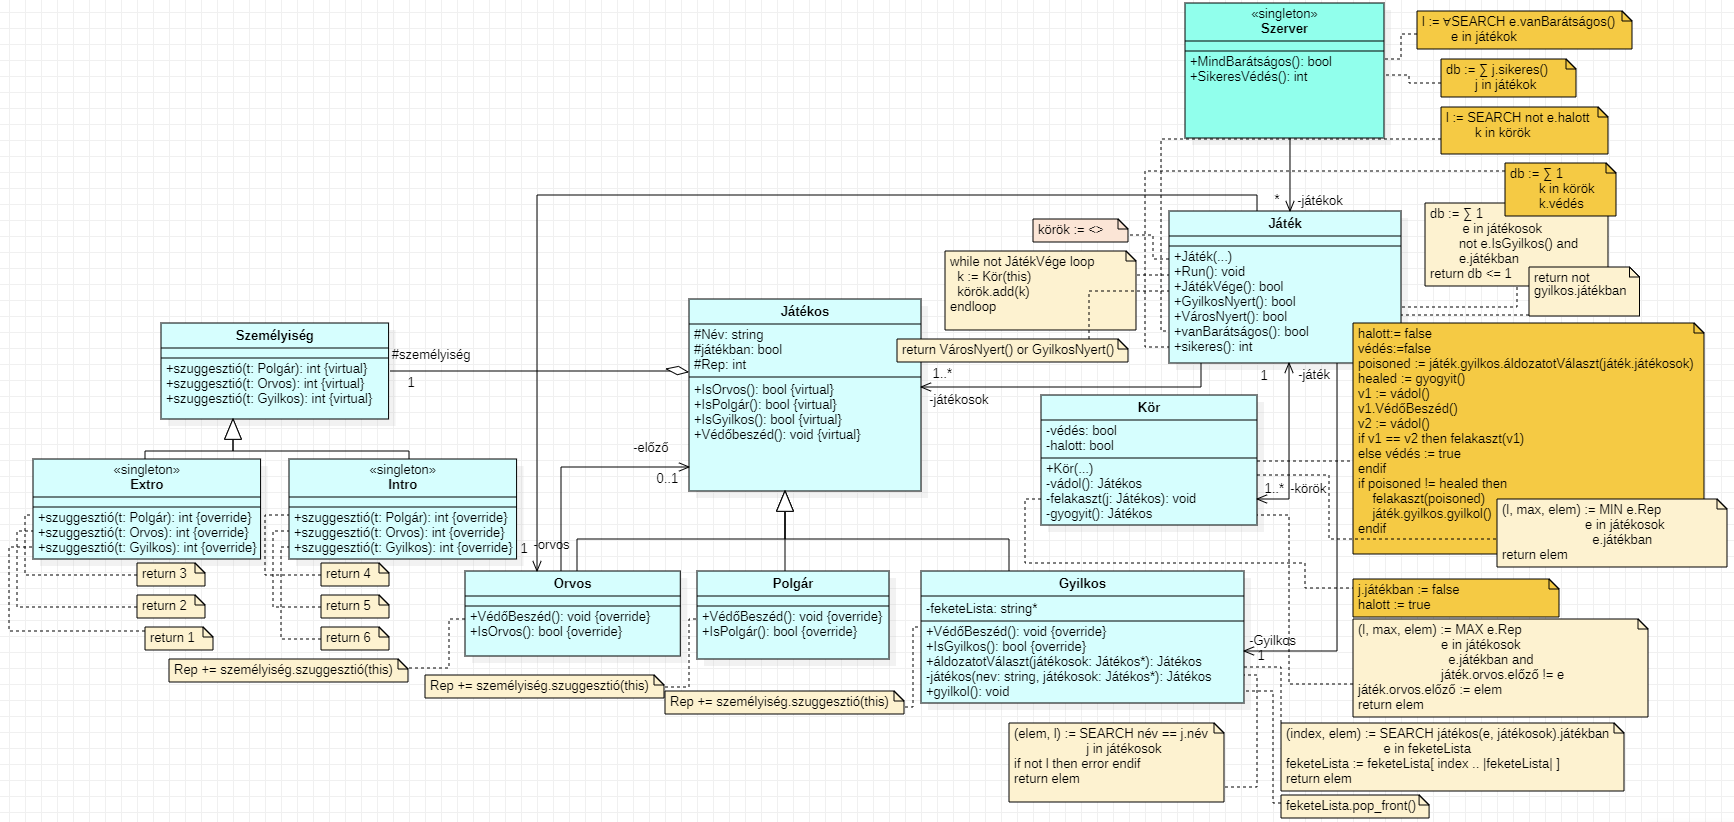 «singleton»
Szerver
+MindBarátságos(): bool
+SikeresVédés(): int
l := ∀SEARCH e.vanBarátságos()
e in játékok
db := ∑ j.sikeres()
j in játékok
l := SEARCH not e.halott
k in körök
db := ∑ 1
k in körök
k.védés
db := ∑ 1
e in játékosok
not e.IsGyilkos() and
e.játékban
return db <= 1
return not
gyilkos.játékban
*
-játékok
Játék
+Játék(...)
+Run(): void
+JátékVége(): bool
+GyilkosNyert(): bool
+VárosNyert(): bool
+vanBarátságos(): bool
+sikeres(): int
körök := <>
while not JátékVége loop
k := Kör(this)
körök.add(k)
endloop
return VárosNyert() or GyilkosNyert()
Játékos
#Név: string
#játékban: bool
#Rep: int
+IsOrvos(): bool {virtual}
+IsPolgár(): bool {virtual}
+IsGyilkos(): bool {virtual}
+Védőbeszéd(): void {virtual}
Személyiség
+szuggesztió(t: Polgár): int {virtual}
+szuggesztió(t: Orvos): int {virtual}
+szuggesztió(t: Gyilkos): int {virtual}
#személyiség
1
1..*
-játékosok
1
-játék
halott:= false
védés:=false
poisoned := játék.gyilkos.áldozatotVálaszt(játék.játékosok)
healed := gyogyit()
v1 := vádol()
v1.VédőBeszéd()
v2 := vádol()
if v1 == v2 then felakaszt(v1)
else védés := true
endif
if poisoned != healed then
felakaszt(poisoned)
játék.gyilkos.gyilkol()
endif
Kör
-védés: bool
-halott: bool
+Kör(...)
-vádol(): Játékos
-felakaszt(j: Játékos): void
-gyogyit(): Játékos
1..*
-körök
(l, max, elem) := MIN e.Rep
e in játékosok
e.játékban
return elem
«singleton»
Extro
+szuggesztió(t: Polgár): int {override}
+szuggesztió(t: Orvos): int {override}
+szuggesztió(t: Gyilkos): int {override}
return 3
return 2
return 1
«singleton»
Intro
+szuggesztió(t: Polgár): int {override}
+szuggesztió(t: Orvos): int {override}
+szuggesztió(t: Gyilkos): int {override}
return 4
return 5
return 6
-előző
0..1
1
-orvos
Orvos
+VédőBeszéd(): void {override}
+IsOrvos(): bool {override}
Polgár
+VédőBeszéd(): void {override}
+IsPolgár(): bool {override}
Gyilkos
-feketeLista: string*
+VédőBeszéd(): void {override}
+IsGyilkos(): bool {override}
+áldozatotVálaszt(játékosok: Játékos*): Játékos
-játékos(nev: string, játékosok: Játékos*): Játékos
+gyilkol(): void
-Gyilkos
1
j.játékban := false
halott := true
(l, max, elem) := MAX e.Rep
e in játékosok
e.játékban and
játék.orvos.előző != e
játék.orvos.előző := elem
return elem
Rep += személyiség.szuggesztió(this)
Rep += személyiség.szuggesztió(this)
Rep += személyiség.szuggesztió(this)
(elem, l) := SEARCH név == j.név
j in játékosok
if not l then error endif
return elem
(index, elem) := SEARCH játékos(e, játékosok).játékban
e in feketeLista
feketeLista := feketeLista[ index .. |feketeLista| ]
return elem
feketeLista.pop_front()